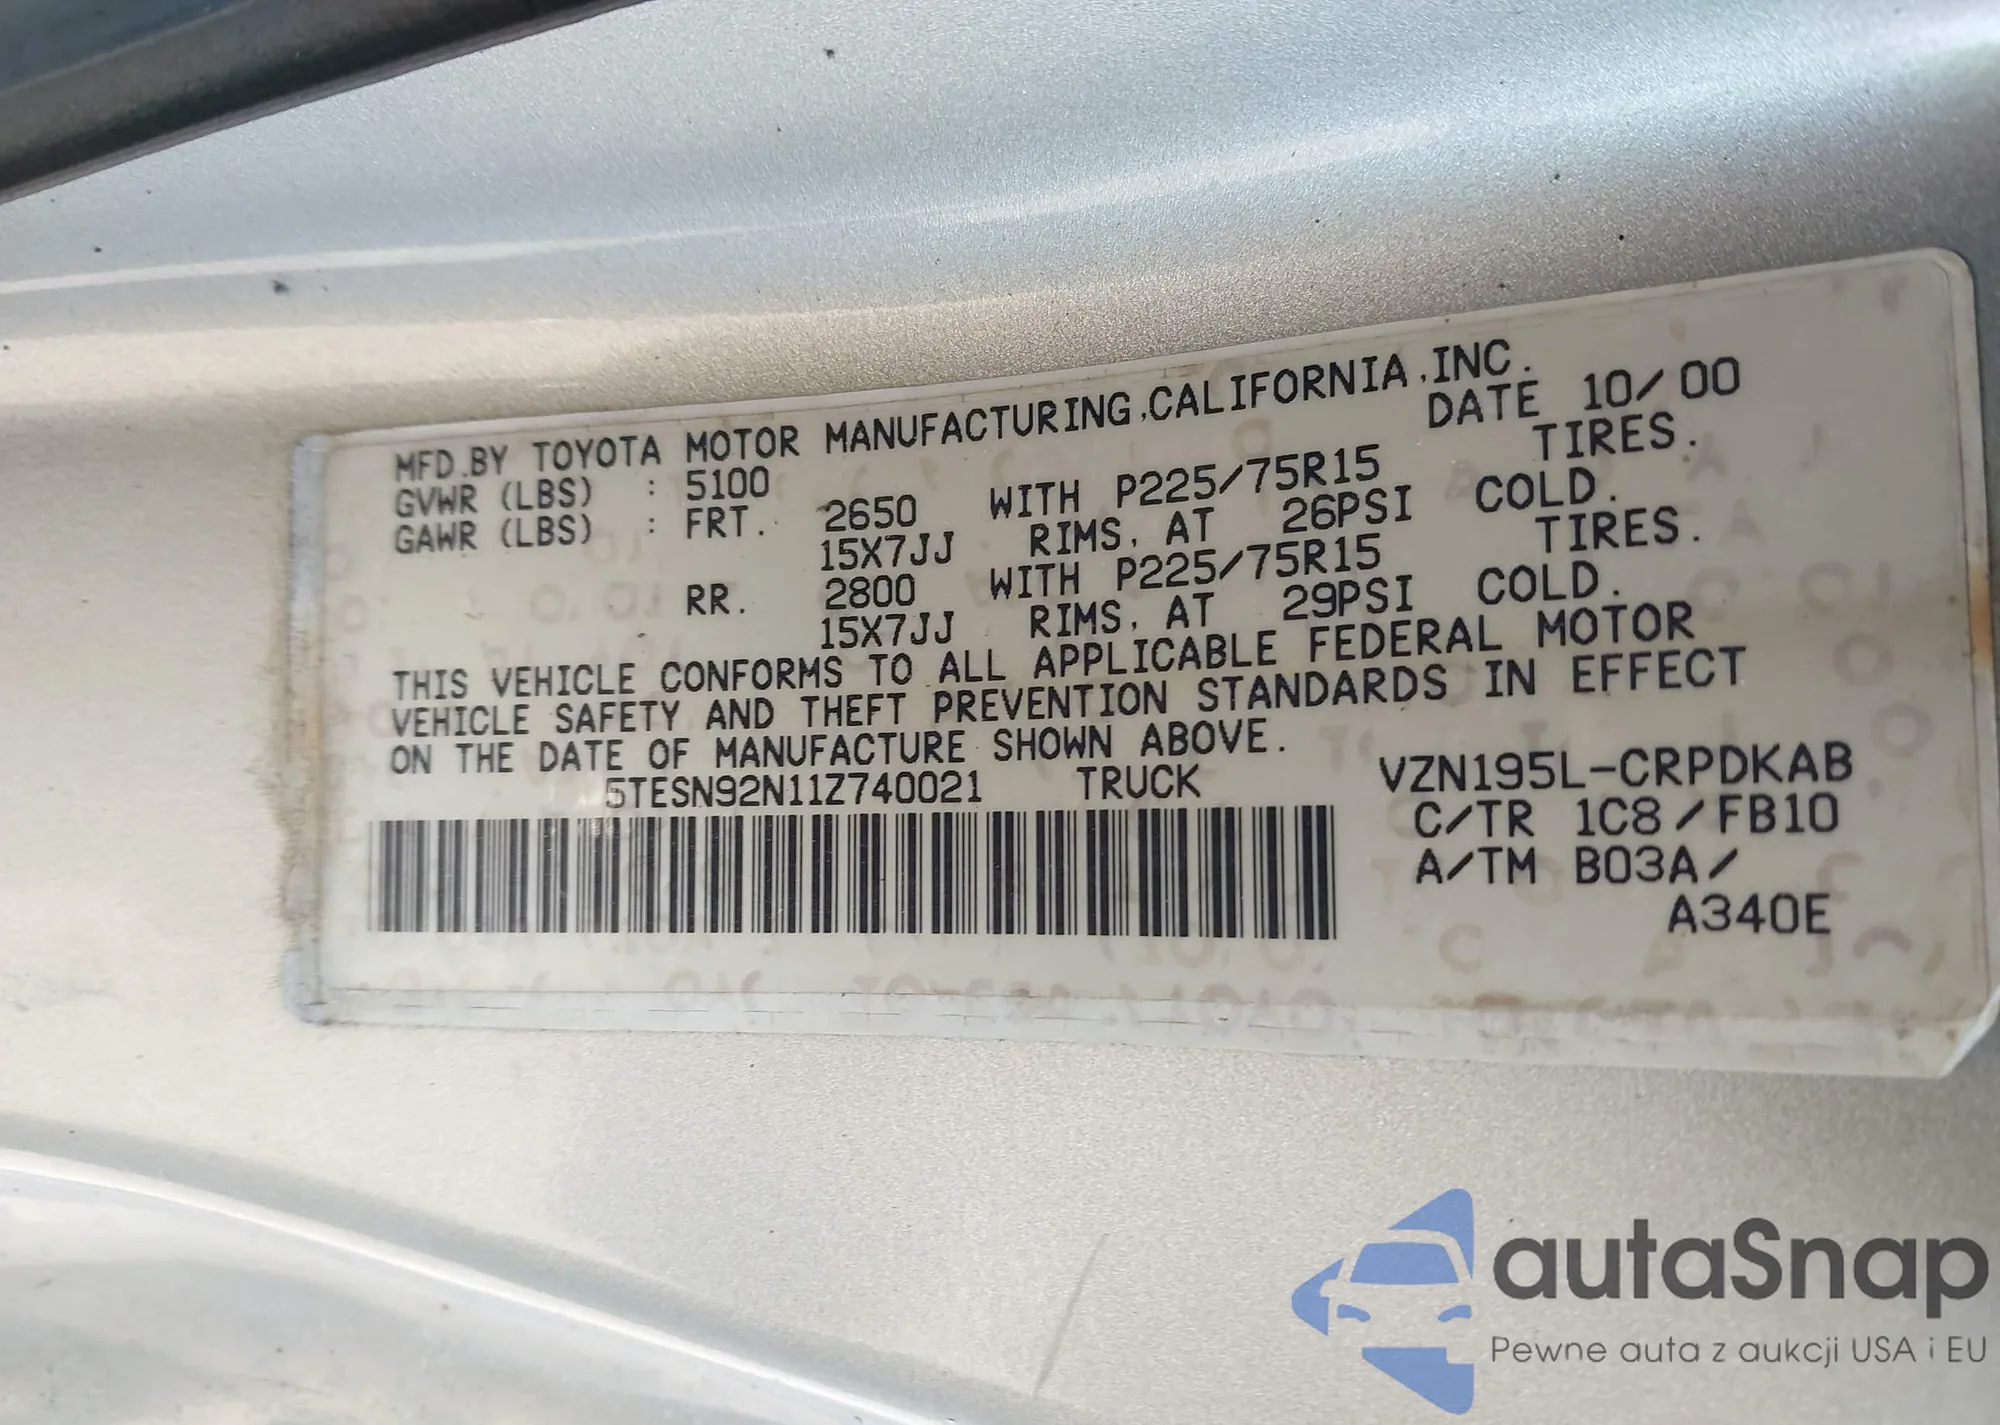 MFD.BY TOYOTA MOTOR MANUFACTURING,CALIFORNIA,INC.
DATE 10/00
GVWR (LBS) : 5100
GAWR (LBS) : FRT. 2650 WITH P225/75R15 TIRES.
15X7JJ RIMS, AT 26PSI COLD.
RR. 2800 WITH P225/75R15 TIRES.
15X7JJ RIMS, AT 29PSI COLD.
THIS VEHICLE CONFORMS TO ALL APPLICABLE FEDERAL MOTOR
VEHICLE SAFETY AND THEFT PREVENTION STANDARDS IN EFFECT
ON THE DATE OF MANUFACTURE SHOWN ABOVE.
5TESN92N11Z740021 TRUCK VZN195L-CRPDKAB
C/TR 1C8/FB10
A/TM B03A/
A340E
autaSnap
Pewne auta z aukcji USA i EU